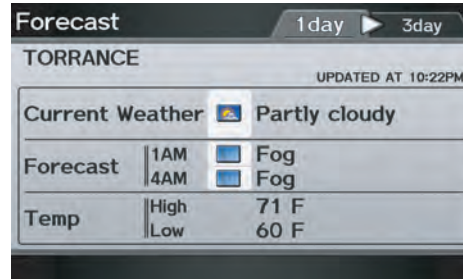 Forecast 1day 3day
TORRANCE
UPDATED AT 10:22PM
Current Weather Partly cloudy
Forecast 1AM Fog
4AM Fog
Temp High 71 F
Low 60 F